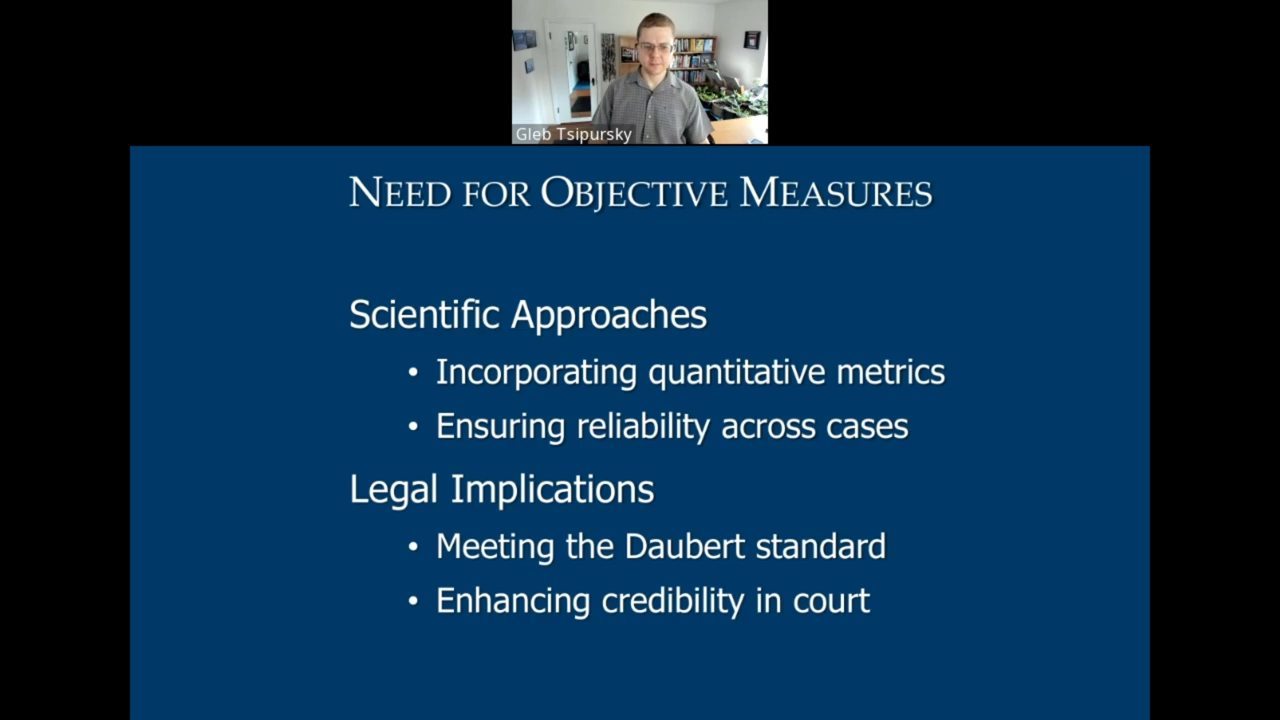 Gleb Tsipursky
NEED FOR OBJECTIVE MEASURES
Scientific Approaches
• Incorporating quantitative metrics
• Ensuring reliability across cases
Legal Implications
• Meeting the Daubert standard
• Enhancing credibility in court